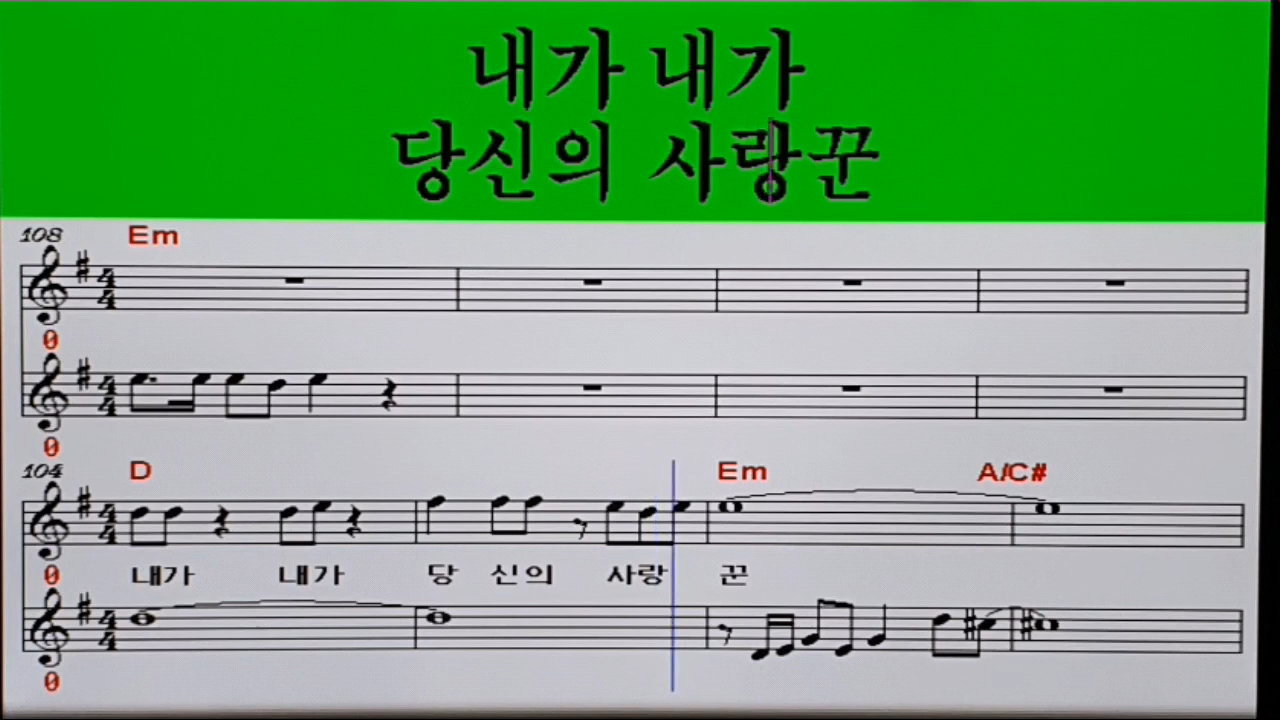 내가 내가
당신의 사랑꾼
108 Em
0
0
104 D Em A/C#
0 내가 내가 당 신의 사랑 꾼
0